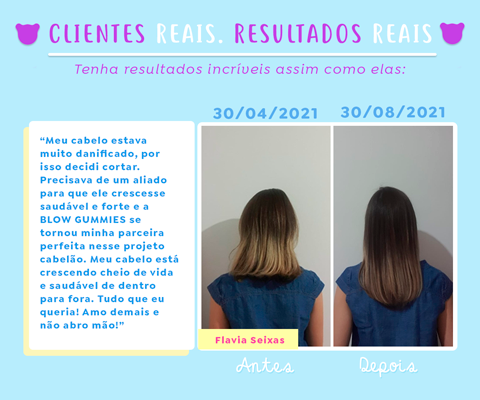 CLIENTES REAIS. RESULTADOS REAIS
Tenha resultados incríveis assim como elas:
30/04/2021 30/08/2021
“Meu cabelo estava
muito danificado, por
isso decidi cortar.
Precisava de um aliado
para que ele crescesse
saudável e forte e a
BLOW GUMMIES se
tornou minha parceira
perfeita nesse projeto
cabelão. Meu cabelo está
crescendo cheio de vida
e saudável de dentro
para fora. Tudo que eu
queria! Amo demais e
não abro mão!”
Flavia Seixas
Antes Depois